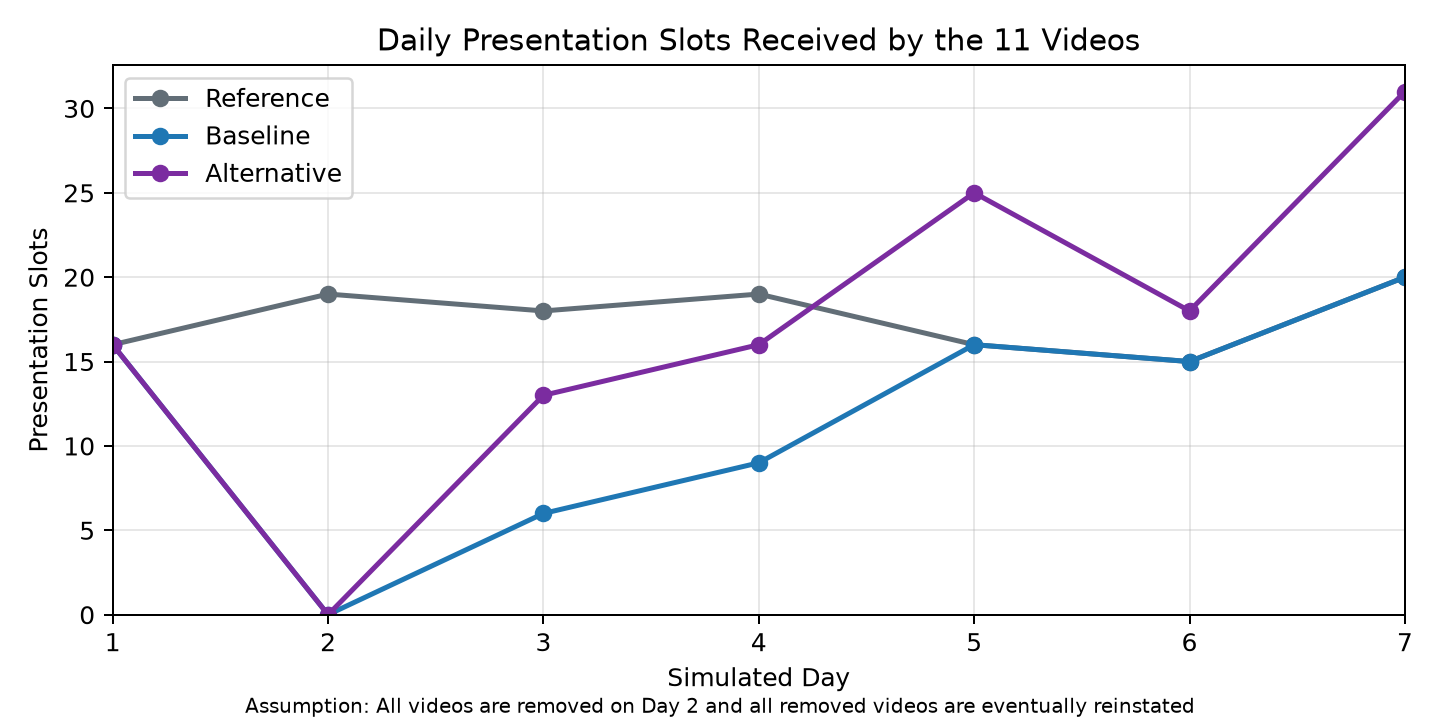 Daily Presentation Slots Received by the 11 Videos
Reference
Baseline
Alternative
Presentation Slots
30
25
20
15
10
5
0
1 2 3 4 5 6 7
Simulated Day
Assumption: All videos are removed on Day 2 and all removed videos are eventually reinstated